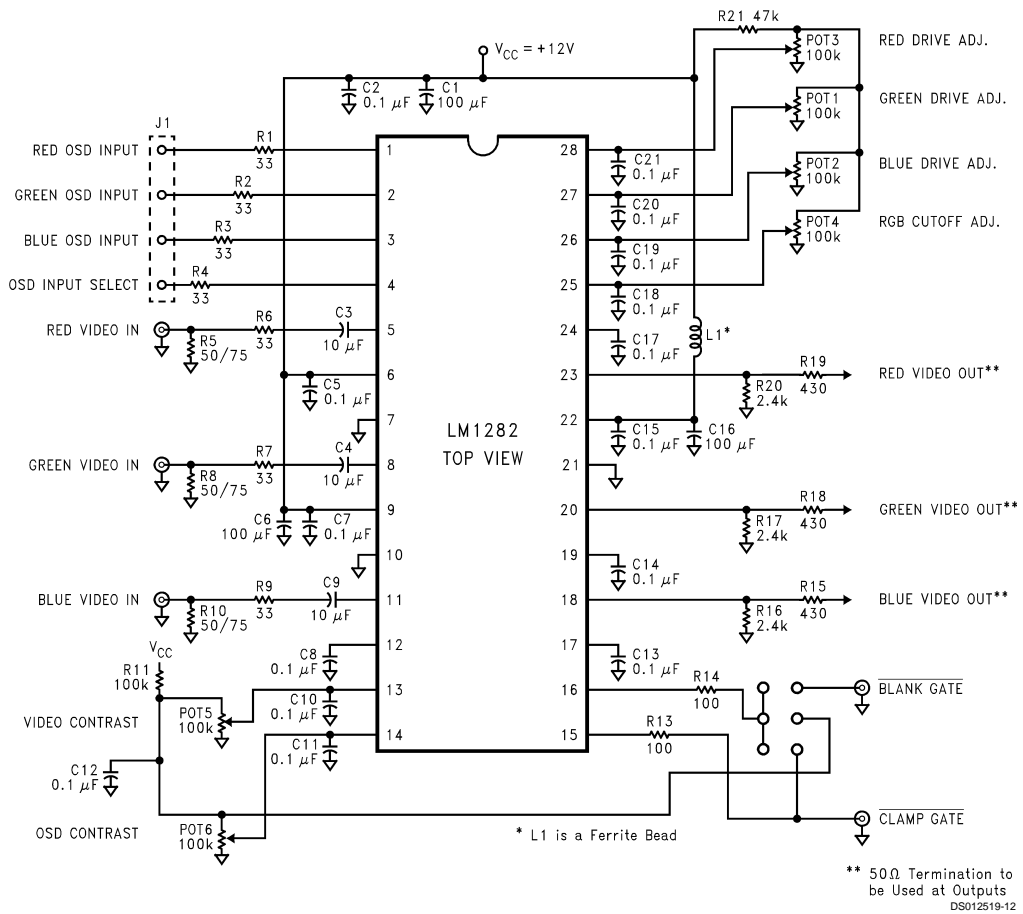 R21 47k
POT3
100k
RED DRIVE ADJ.
V_CC = +12V
C2
0.1 μF
C1
100 μF
POT1
100k
GREEN DRIVE ADJ.
J1
RED OSD INPUT
R1
33
1
28
C21
0.1 μF
POT2
100k
BLUE DRIVE ADJ.
GREEN OSD INPUT
R2
33
2
27
C20
0.1 μF
POT4
100k
RGB CUTOFF ADJ.
BLUE OSD INPUT
R3
33
3
26
C19
0.1 μF
OSD INPUT SELECT
R4
33
4
25
C18
0.1 μF
RED VIDEO IN
R5
50/75
R6
33
C3
10 μF
5
24
C17
0.1 μF
L1*
C5
0.1 μF
6
23
R20
2.4k
R19
430
RED VIDEO OUT**
7
LM1282
TOP VIEW
22
C15
0.1 μF
C16
100 μF
GREEN VIDEO IN
R8
50/75
R7
33
C4
10 μF
8
21
C6
100 μF
C7
0.1 μF
9
20
R17
2.4k
R18
430
GREEN VIDEO OUT**
10
19
C14
0.1 μF
BLUE VIDEO IN
R10
50/75
R9
33
C9
10 μF
11
18
R16
2.4k
R15
430
BLUE VIDEO OUT**
V_CC
R11
100k
C8
0.1 μF
12
17
C13
0.1 μF
VIDEO CONTRAST
POT5
100k
C10
0.1 μF
13
16
R14
100
BLANK GATE
C11
0.1 μF
14
15
R13
100
C12
0.1 μF
OSD CONTRAST
POT6
100k
* L1 is a Ferrite Bead
CLAMP GATE
** 50Ω Termination to
be Used at Outputs
DS012519-12